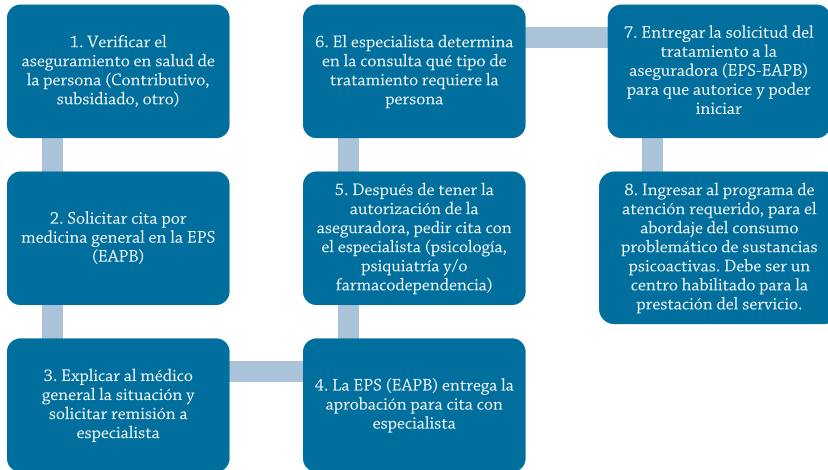 1. Verificar el
aseguramiento en salud de
la persona (Contributivo,
subsidiado, otro)
2. Solicitar cita por
medicina general en la EPS
(EAPB)
3. Explicar al médico
general la situación y
solicitar remisión a
especialista
4. La EPS (EAPB) entrega la
aprobación para cita con
especialista
5. Después de tener la
autorización de la
aseguradora, pedir cita con
el especialista (psicología,
psiquiatría y/o
farmacodependencia)
6. El especialista determina
en la consulta qué tipo de
tratamiento requiere la
persona
7. Entregar la solicitud del
tratamiento a la
aseguradora (EPS-EAPB)
para que autorice y poder
iniciar
8. Ingresar al programa de
atención requerido, para el
abordaje del consumo
problemático de sustancias
psicoactivas. Debe ser un
centro habilitado para la
prestación del servicio.